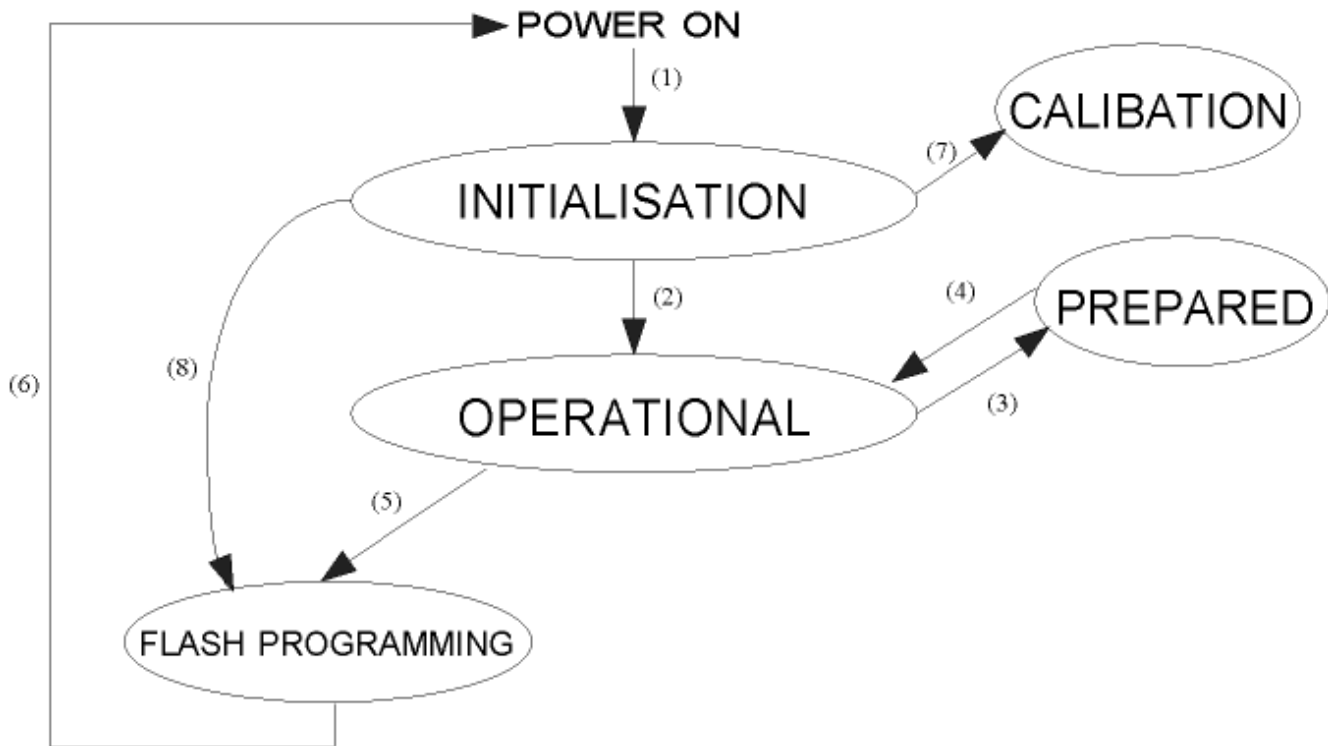 POWER ON
(1)
CALIBATION
(7)
INITIALISATION
(2)
(4)
PREPARED
(8)
(6)
(3)
OPERATIONAL
(5)
FLASH PROGRAMMING